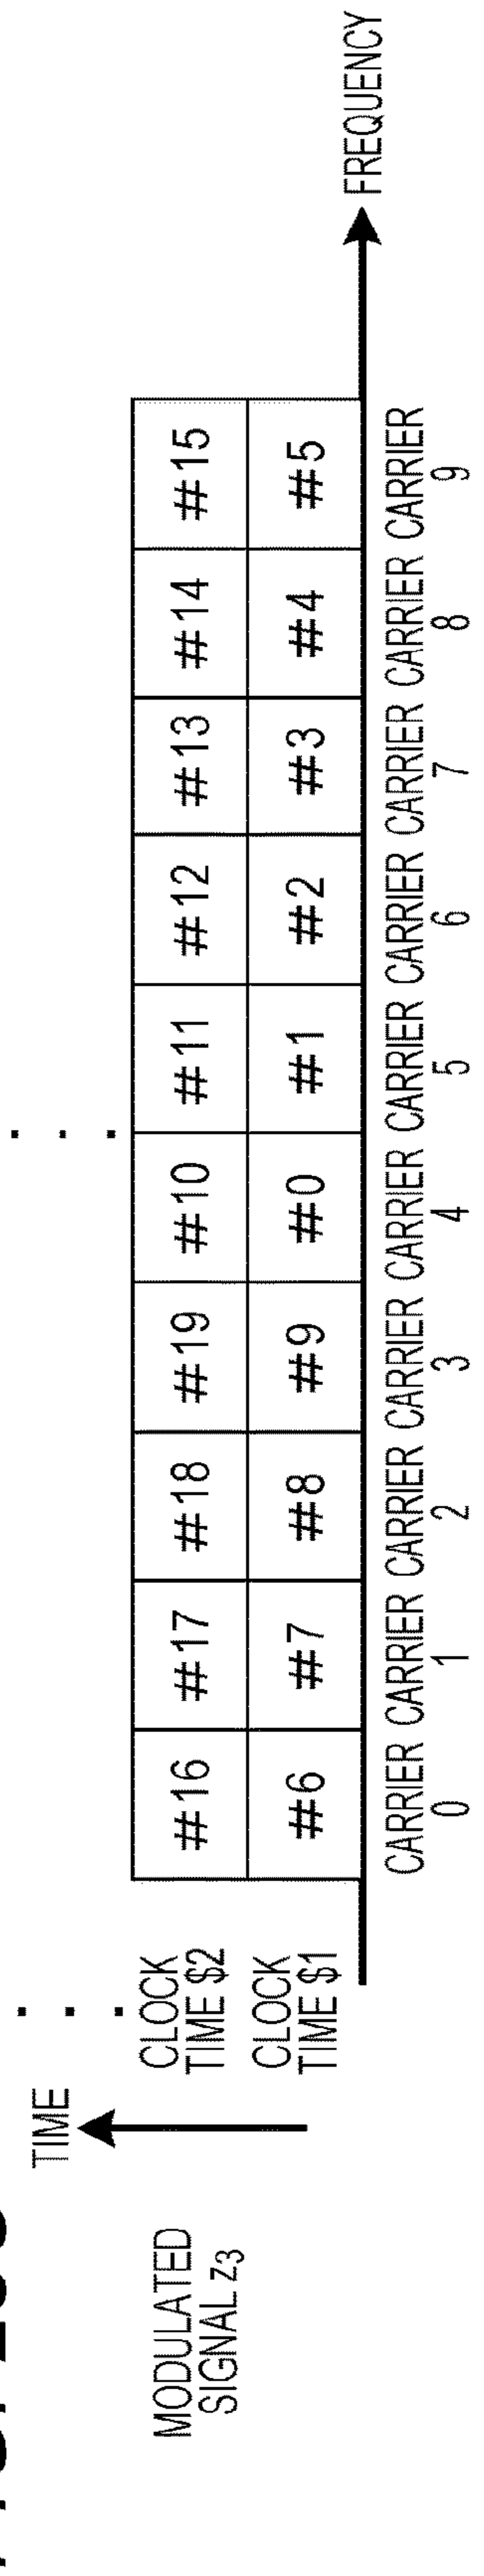 TIME
MODULATED
SIGNAL z3
CLOCK
TIME $2
#16 #17 #18 #19 #10 #11 #12 #13 #14 #15
CLOCK
TIME $1
#6 #7 #8 #9 #0 #1 #2 #3 #4 #5
FREQUENCY
CARRIER CARRIER CARRIER CARRIER CARRIER CARRIER CARRIER CARRIER CARRIER CARRIER
0 1 2 3 4 5 6 7 8 9